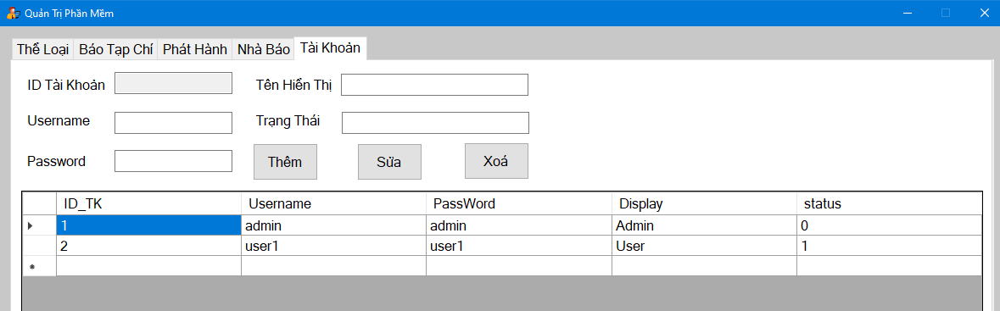 Quản Trị Phần Mềm
Thể Loại Báo Tạp Chí Phát Hành Nhà Báo Tài Khoản
ID Tài Khoản Tên Hiển Thị
Username Trạng Thái
Password Thêm Sửa Xoá
ID_TK Username PassWord Display status
1 admin admin Admin 0
2 user1 user1 User 1